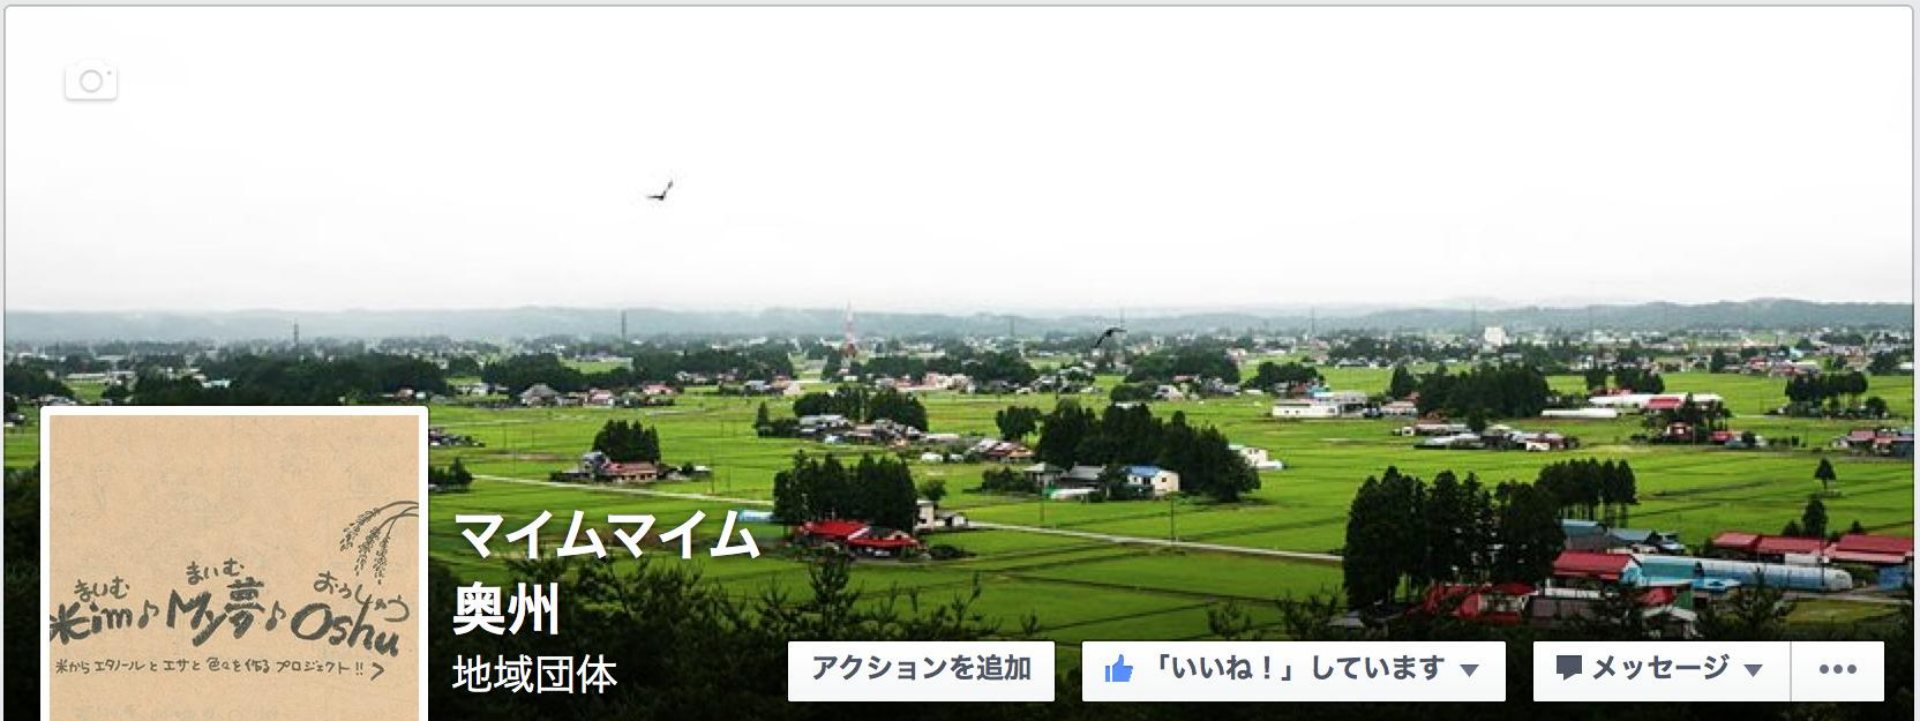 マイムマイム
奥州
地域団体
アクションを追加
「いいね！」しています
メッセージ
まいむ まいむ おうしゅう
米im♪My夢♪Oshu
米からエタノールとエサと色々を作るプロジェクト!!